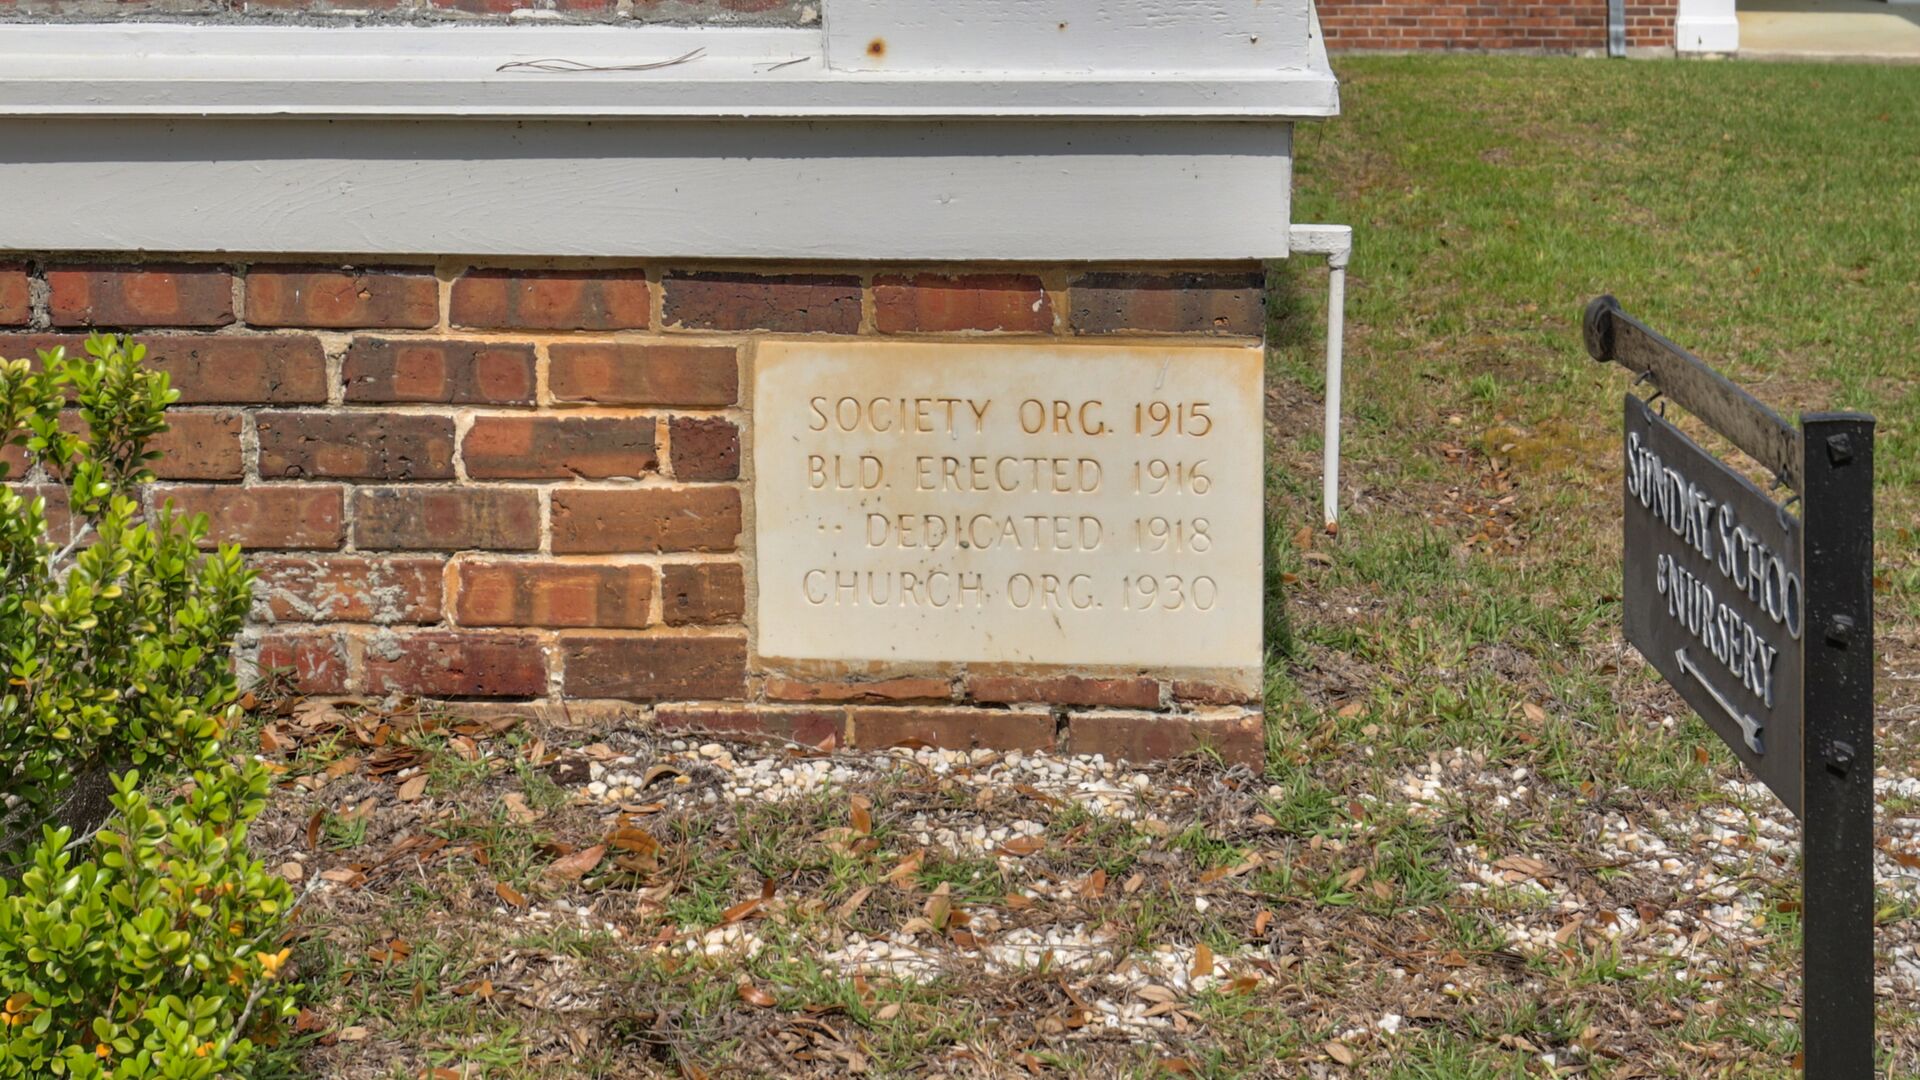 SOCIETY ORG. 1915
BLD. ERECTED 1916
" DEDICATED 1918
CHURCH ORG. 1930
SUNDAY SCHOO
& NURSERY